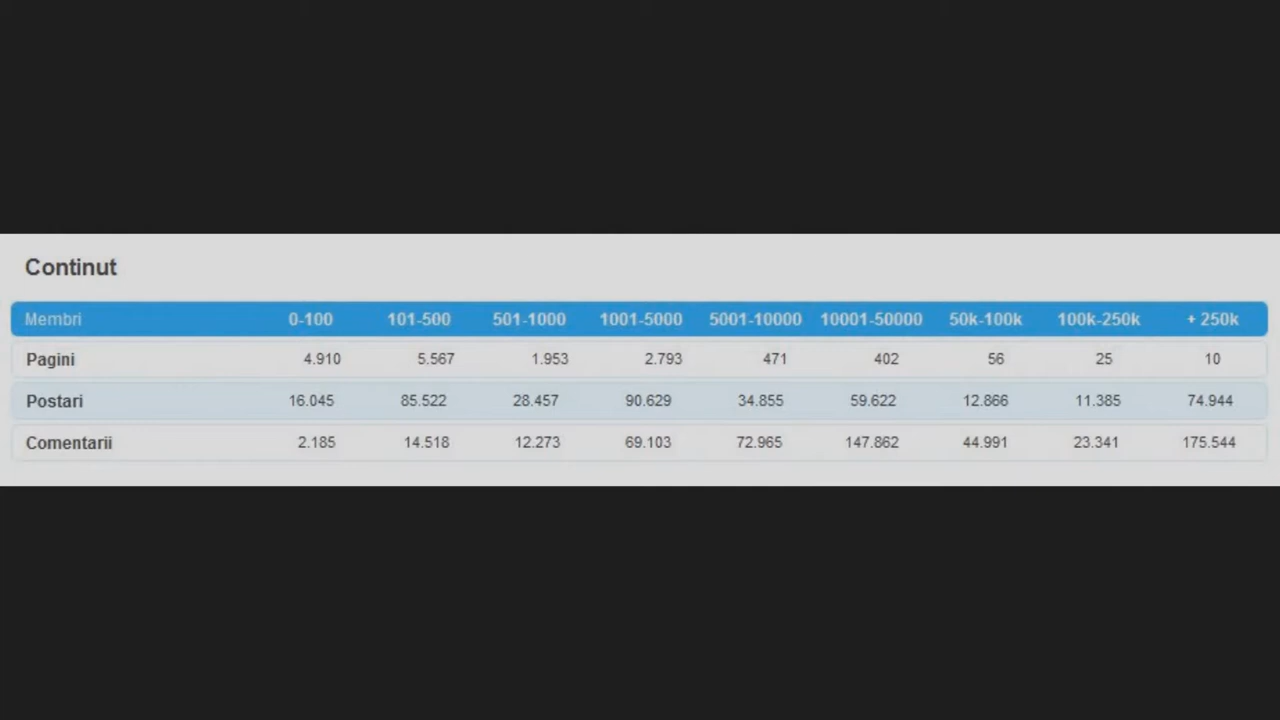 Continut
Membri 0-100 101-500 501-1000 1001-5000 5001-10000 10001-50000 50k-100k 100k-250k + 250k
Pagini 4.910 5.567 1.953 2.793 471 402 56 25 10
Postari 16.045 85.522 28.457 90.629 34.855 59.622 12.866 11.385 74.944
Comentarii 2.185 14.518 12.273 69.103 72.965 147.862 44.991 23.341 175.544